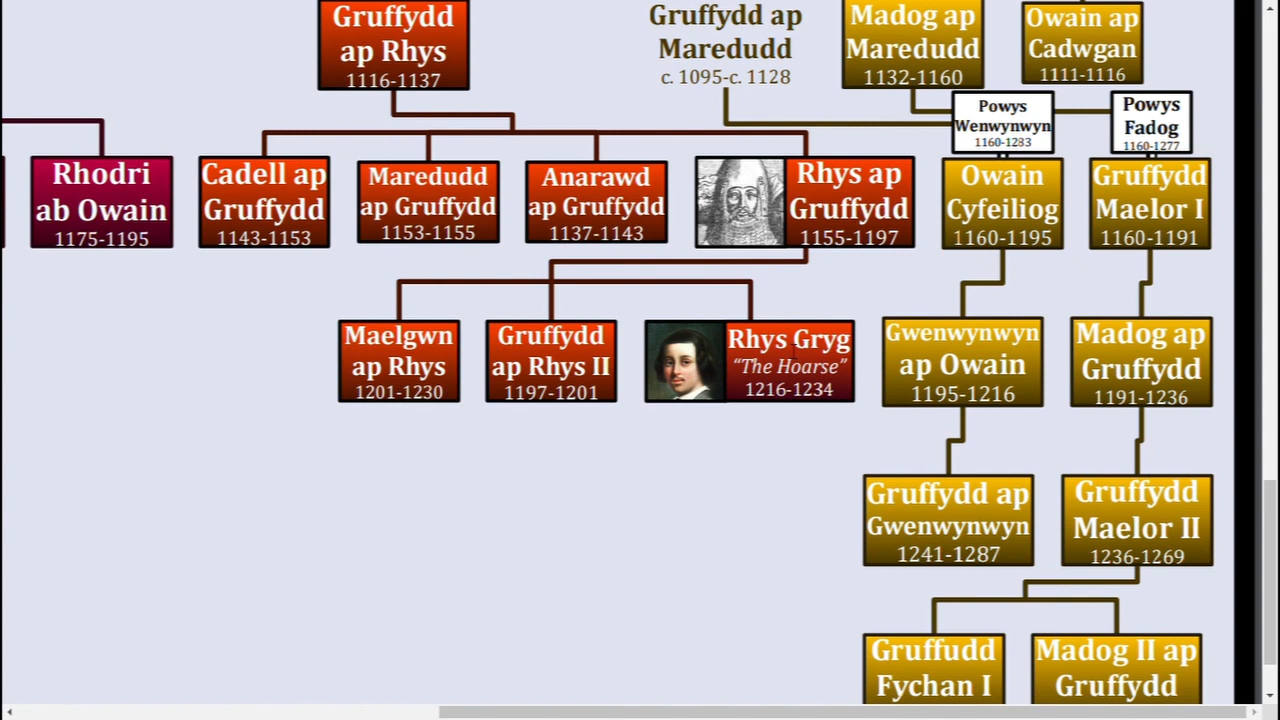 Gruffydd
ap Rhys
1116-1137
Gruffydd ap
Maredudd
c. 1095-c. 1128
Madog ap
Maredudd
1132-1160
Owain ap
Cadwgan
1111-1116
Powys
Wenwynwyn
1160-1283
Powys
Fadog
1160-1277
Rhodri
ab Owain
1175-1195
Cadell ap
Gruffydd
1143-1153
Maredudd
ap Gruffydd
1153-1155
Anarawd
ap Gruffydd
1137-1143
Rhys ap
Gruffydd
1155-1197
Owain
Cyfeiliog
1160-1195
Gruffydd
Maelor I
1160-1191
Maelgwn
ap Rhys
1201-1230
Gruffydd
ap Rhys II
1197-1201
Rhys Gryg
“The Hoarse”
1216-1234
Gwenwynwyn
ap Owain
1195-1216
Madog ap
Gruffydd
1191-1236
Gruffydd ap
Gwenwynwyn
1241-1287
Gruffydd
Maelor II
1236-1269
Gruffudd
Fychan I
Madog II ap
Gruffydd